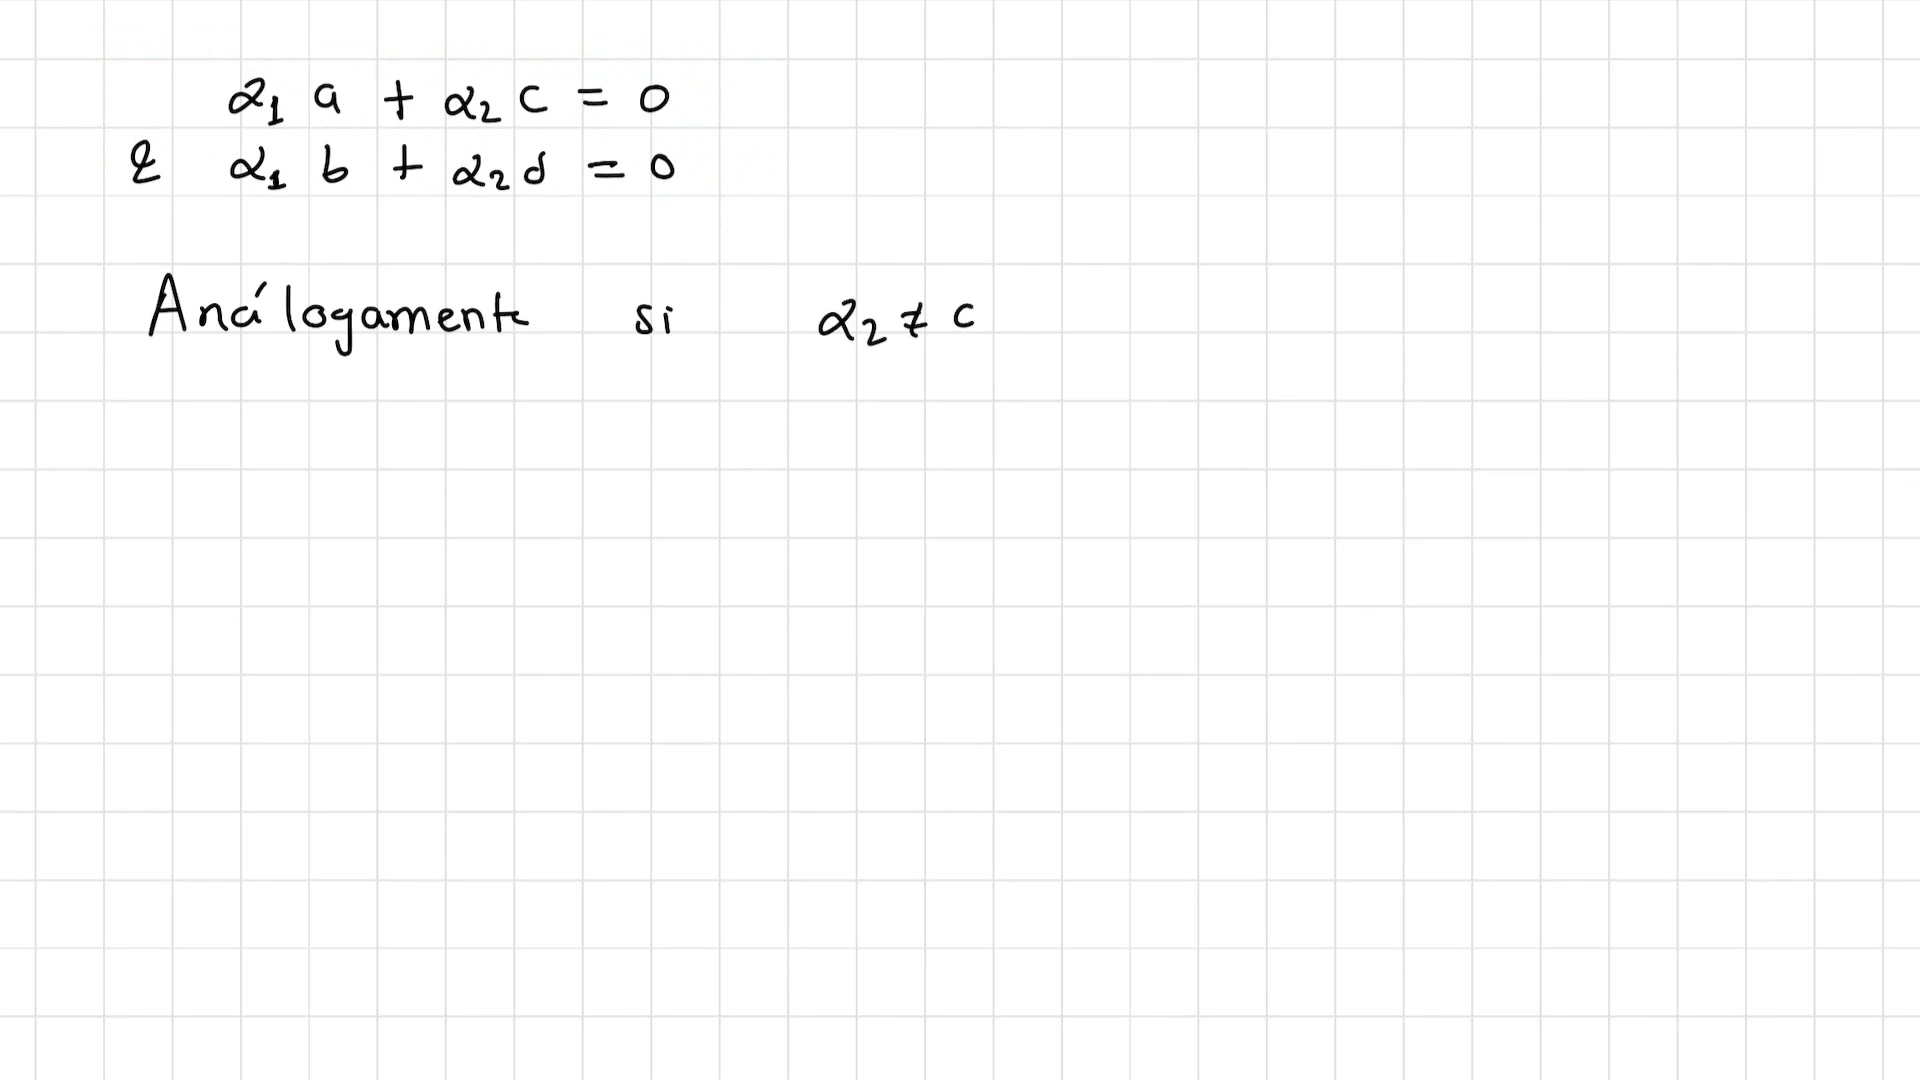 α₁ a + α₂ c = 0
& α₁ b + α₂ d = 0
Análogamente si α₂ ≠ c